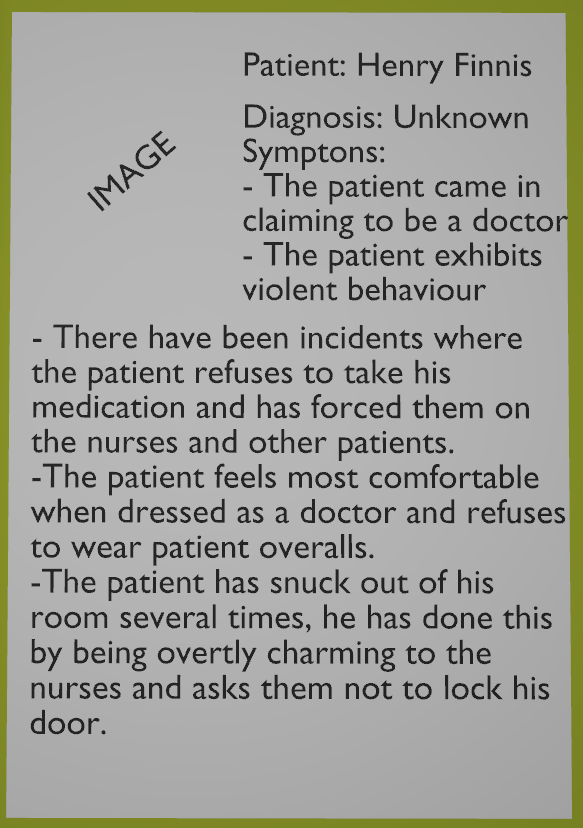 Patient: Henry Finnis
Diagnosis: Unknown
Symptons:
IMAGE
- The patient came in
claiming to be a doctor
- The patient exhibits
violent behaviour
- There have been incidents where
the patient refuses to take his
medication and has forced them on
the nurses and other patients.
-The patient feels most comfortable
when dressed as a doctor and refuses
to wear patient overalls.
-The patient has snuck out of his
room several times, he has done this
by being overtly charming to the
nurses and asks them not to lock his
door.